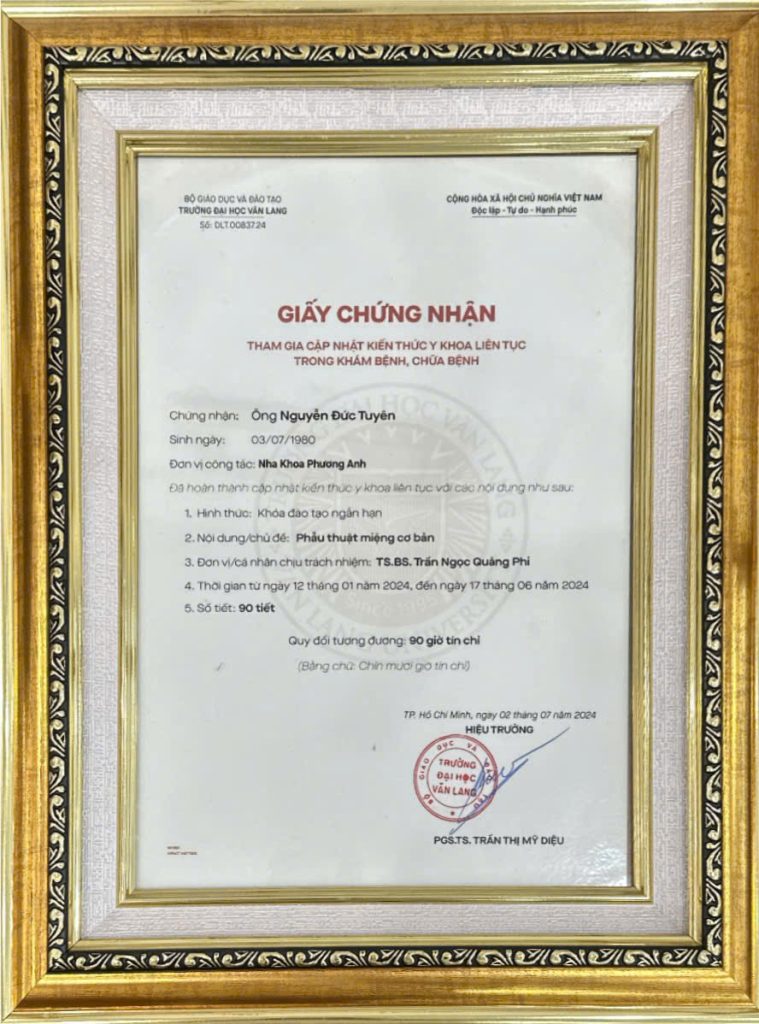 BỘ GIÁO DỤC VÀ ĐÀO TẠO
TRƯỜNG ĐẠI HỌC VĂN LANG
Số: DLT.0083724
CỘNG HÒA XÃ HỘI CHỦ NGHĨA VIỆT NAM
Độc lập - Tự do - Hạnh phúc
GIẤY CHỨNG NHẬN
THAM GIA CẬP NHẬT KIẾN THỨC Y KHOA LIÊN TỤC
TRONG KHÁM BỆNH, CHỮA BỆNH
Chứng nhận: Ông Nguyễn Đức Tuyên
Sinh ngày: 03/07/1980
Đơn vị công tác: Nha Khoa Phương Anh
Đã hoàn thành cập nhật kiến thức y khoa liên tục với các nội dung như sau:
1. Hình thức: Khóa đào tạo ngắn hạn
2. Nội dung/chủ đề: Phẫu thuật miệng cơ bản
3. Đơn vị/cá nhân chịu trách nhiệm: TS.BS. Trần Ngọc Quảng Phi
4. Thời gian từ ngày 12 tháng 01 năm 2024, đến ngày 17 tháng 06 năm 2024
5. Số tiết: 90 tiết
Quy đổi tương đương: 90 giờ tín chỉ
(Bằng chữ: Chín mươi giờ tín chỉ)
TP. Hồ Chí Minh, ngày 02 tháng 07 năm 2024
HIỆU TRƯỞNG
BỘ GIÁO DỤC VÀ ĐÀO TẠO
TRƯỜNG
ĐẠI HỌC
VĂN LANG
PGS.TS. TRẦN THỊ MỸ DIỆU